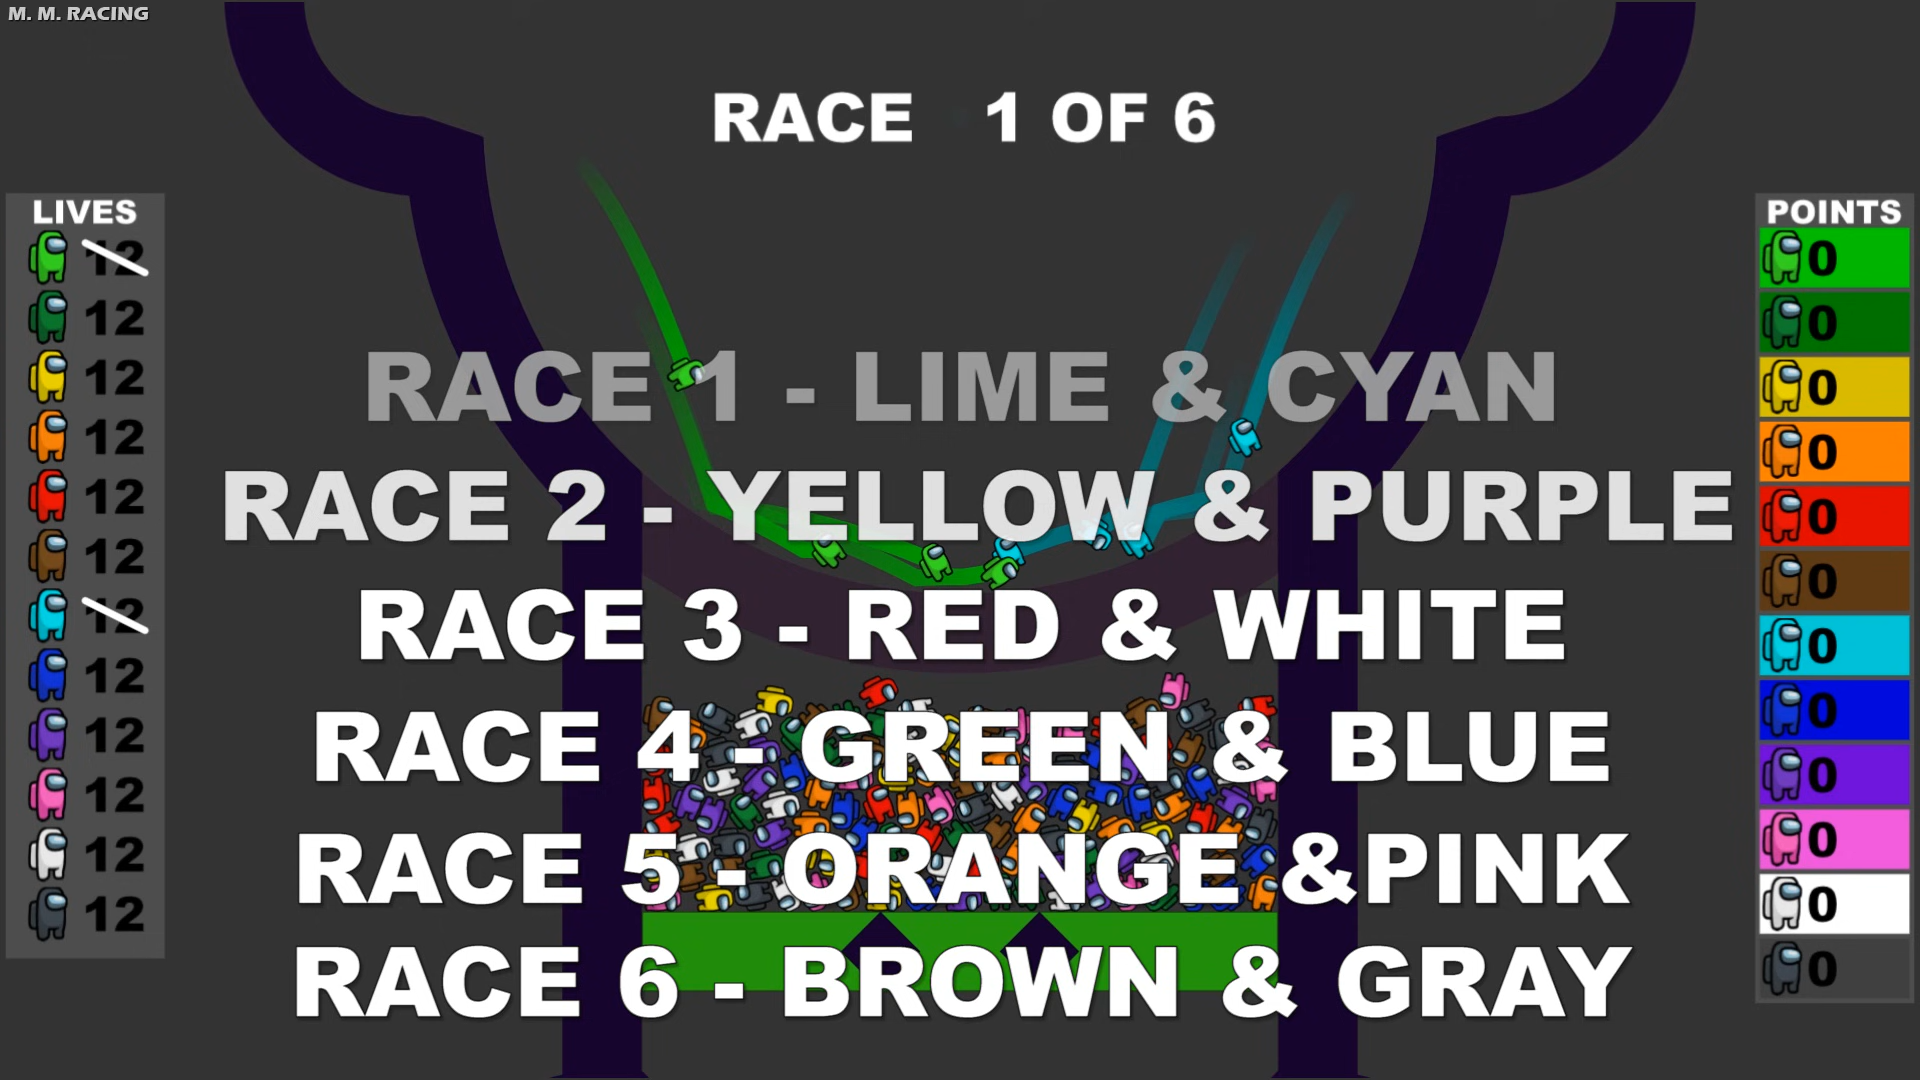 M. M. RACING
RACE 1 OF 6
LIVES
12
12
12
12
12
12
12
12
12
12
12
12
RACE 1 - LIME & CYAN
RACE 2 - YELLOW & PURPLE
RACE 3 - RED & WHITE
RACE 4 - GREEN & BLUE
RACE 5 - ORANGE &PINK
RACE 6 - BROWN & GRAY
POINTS
0
0
0
0
0
0
0
0
0
0
0
0